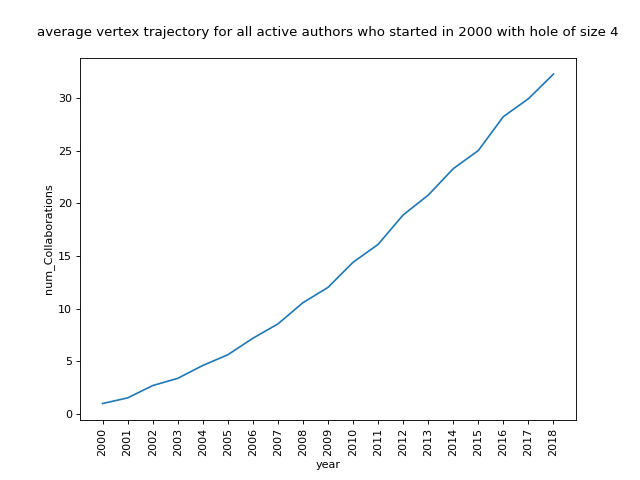 average vertex trajectory for all active authors who started in 2000 with hole of size 4
30
25
20
15
10
5
0
num_Collaborations
2000 2001 2002 2003 2004 2005 2006 2007 2008 2009 2010 2011 2012 2013 2014 2015 2016 2017 2018
year